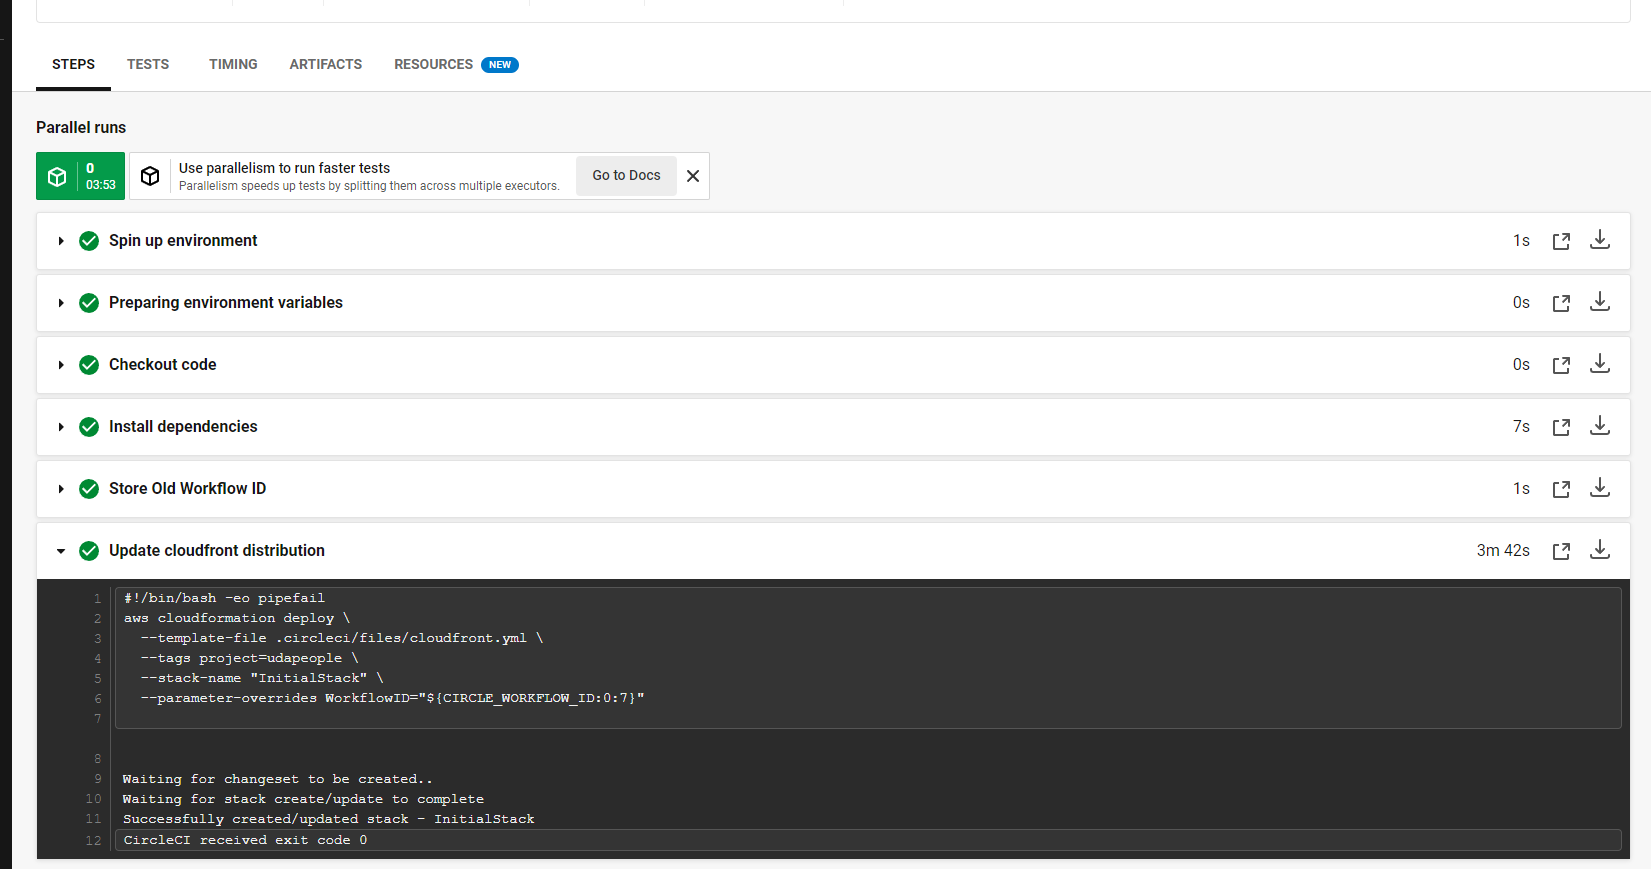 STEPS TESTS TIMING ARTIFACTS RESOURCES NEW
Parallel runs
0
03:53
Use parallelism to run faster tests
Parallelism speeds up tests by splitting them across multiple executors.
Go to Docs
Spin up environment 1s
Preparing environment variables 0s
Checkout code 0s
Install dependencies 7s
Store Old Workflow ID 1s
Update cloudfront distribution 3m 42s
1 #!/bin/bash -eo pipefail
2 aws cloudformation deploy \
3 --template-file .circleci/files/cloudfront.yml \
4 --tags project=udapeople \
5 --stack-name "InitialStack" \
6 --parameter-overrides WorkflowID="${CIRCLE_WORKFLOW_ID:0:7}"
7
8
9 Waiting for changeset to be created..
10 Waiting for stack create/update to complete
11 Successfully created/updated stack - InitialStack
12 CircleCI received exit code 0